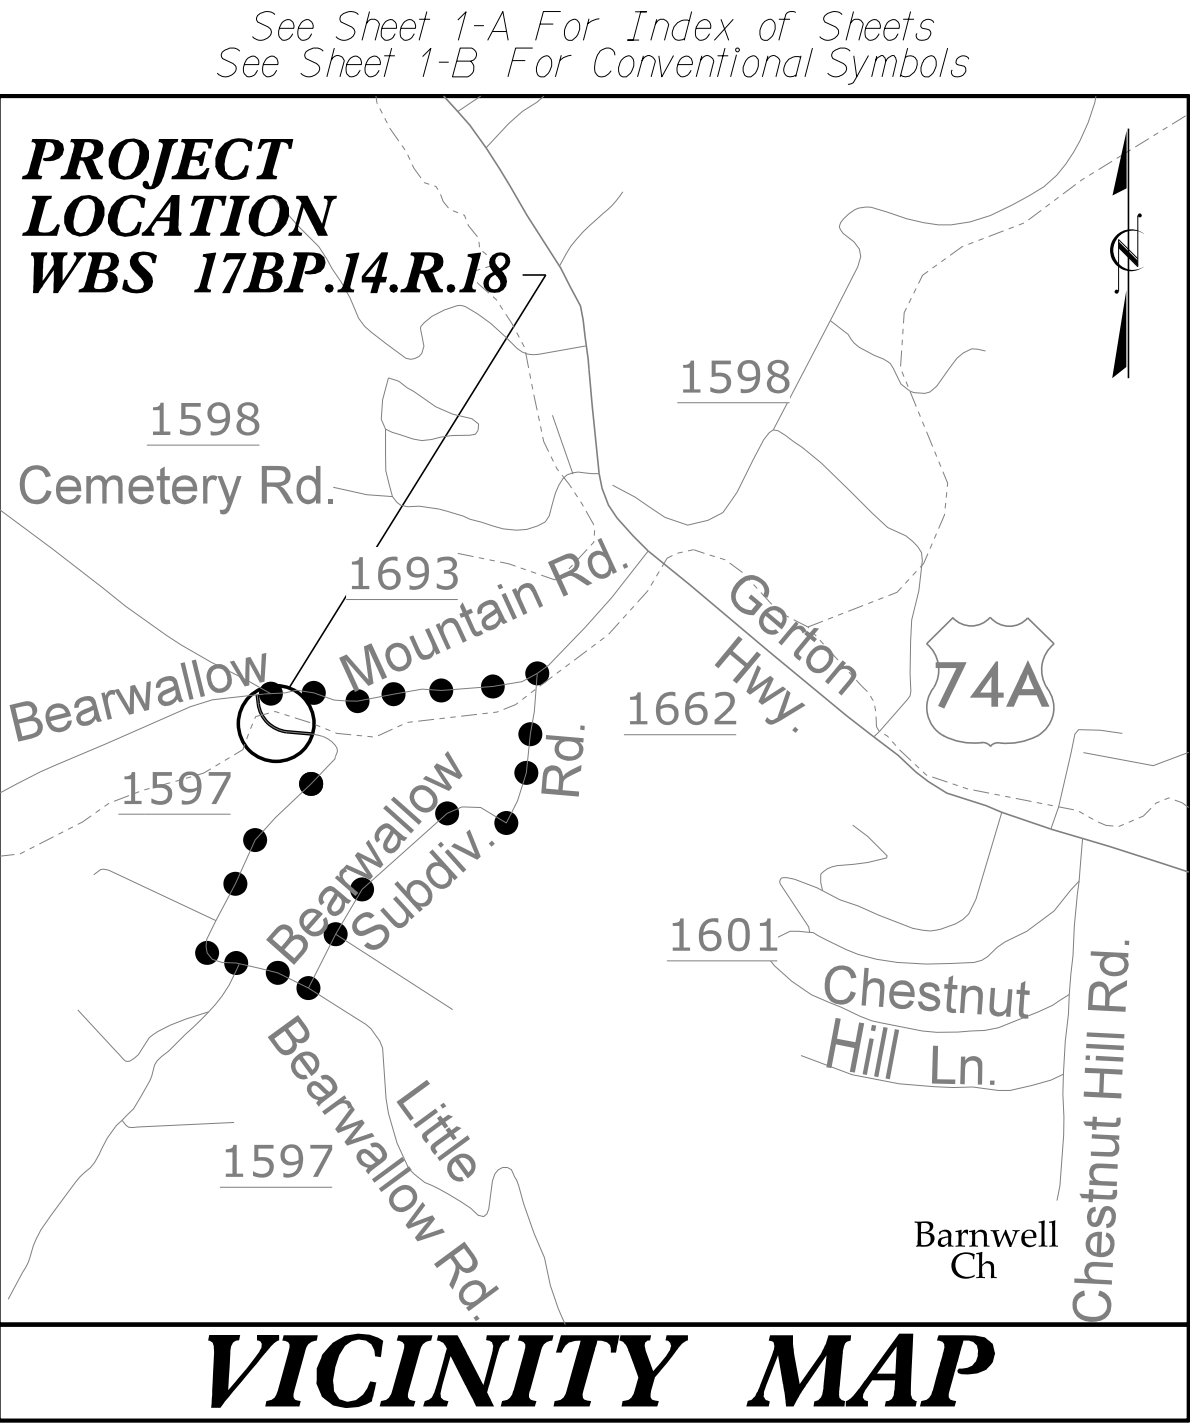 See Sheet 1-A For Index of Sheets
See Sheet 1-B For Conventional Symbols
PROJECT
LOCATION
WBS 17BP.14.R.18
N
1598
1598
Cemetery Rd.
1693
Bearwallow Mountain Rd.
Gerton
Hwy.
74A
1662
1597
Bearwallow
Subdiv. Rd.
1601
Chestnut
Hill Ln.
Chestnut Hill Rd.
Little
Bearwallow Rd.
1597
Barnwell
Ch
VICINITY MAP